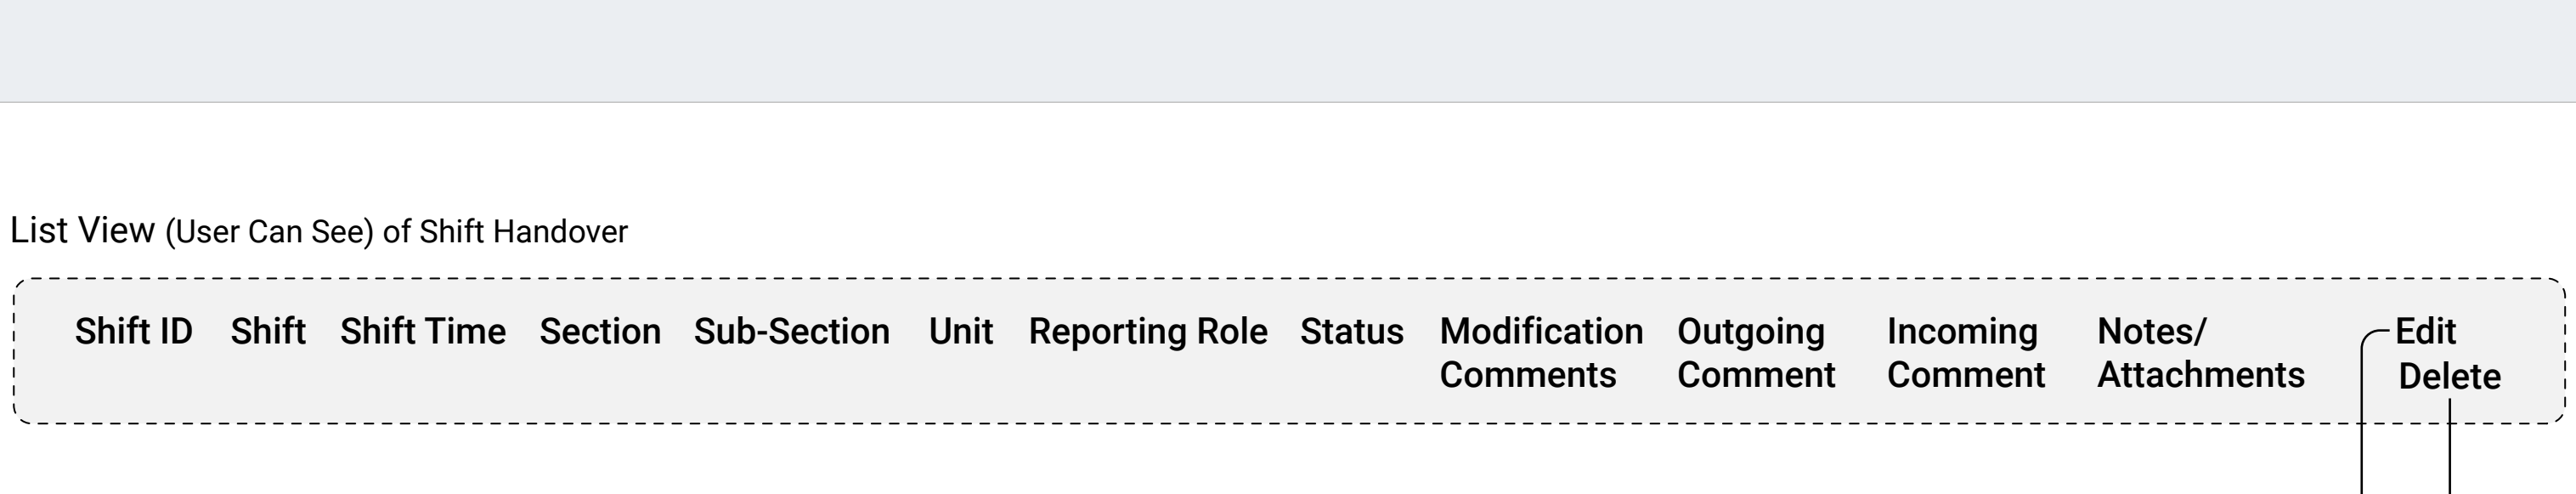 List View (User Can See) of Shift Handover
Shift ID Shift Shift Time Section Sub-Section Unit Reporting Role Status Modification Outgoing Incoming Notes/ Edit
Comments Comment Comment Attachments Delete